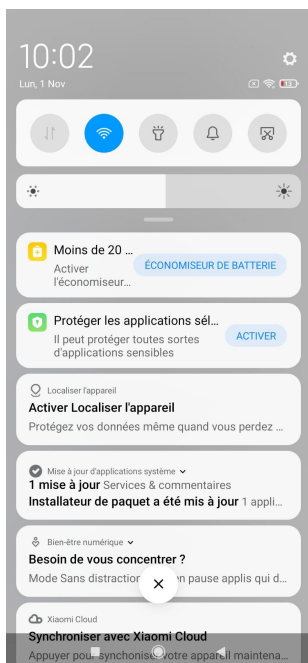 10:02
Lun, 1 Nov
Moins de 20 ...
Activer
l'économiseur...
ÉCONOMISEUR DE BATTERIE
Protéger les applications sél...
Il peut protéger toutes sortes
d'applications sensibles
ACTIVER
Localiser l'appareil
Activer Localiser l'appareil
Protégez vos données même quand vous perdez ...
Mise à jour d'applications système
1 mise à jour Services & commentaires
Installateur de paquet a été mis à jour 1 appli...
Bien-être numérique
Besoin de vous concentrer ?
Mode Sans distraction en pause applis qui d...
Xiaomi Cloud
Synchroniser avec Xiaomi Cloud
Appuyer pour synchoniser votre appareil maintena...